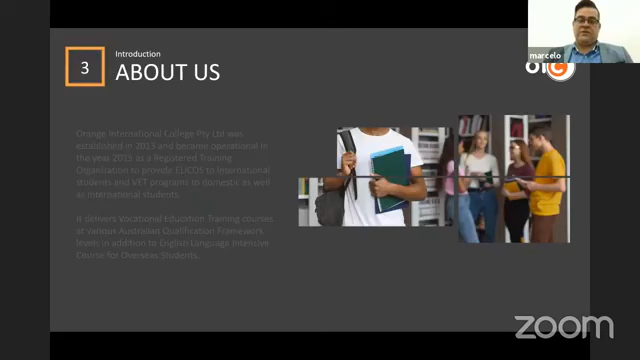 marcelo
Introduction
3
ABOUT US
OIC
Orange International College Pty Ltd was
established in 2013 and became operational in
the year 2015 as a Registered Training
Organisation to provide ELICOS to international
students and VET programs to domestic as well
as international students.
It delivers Vocational Education Training courses
at various Australian Qualification Framework
levels in addition to English Language Intensive
Course for Overseas Students.
zoom